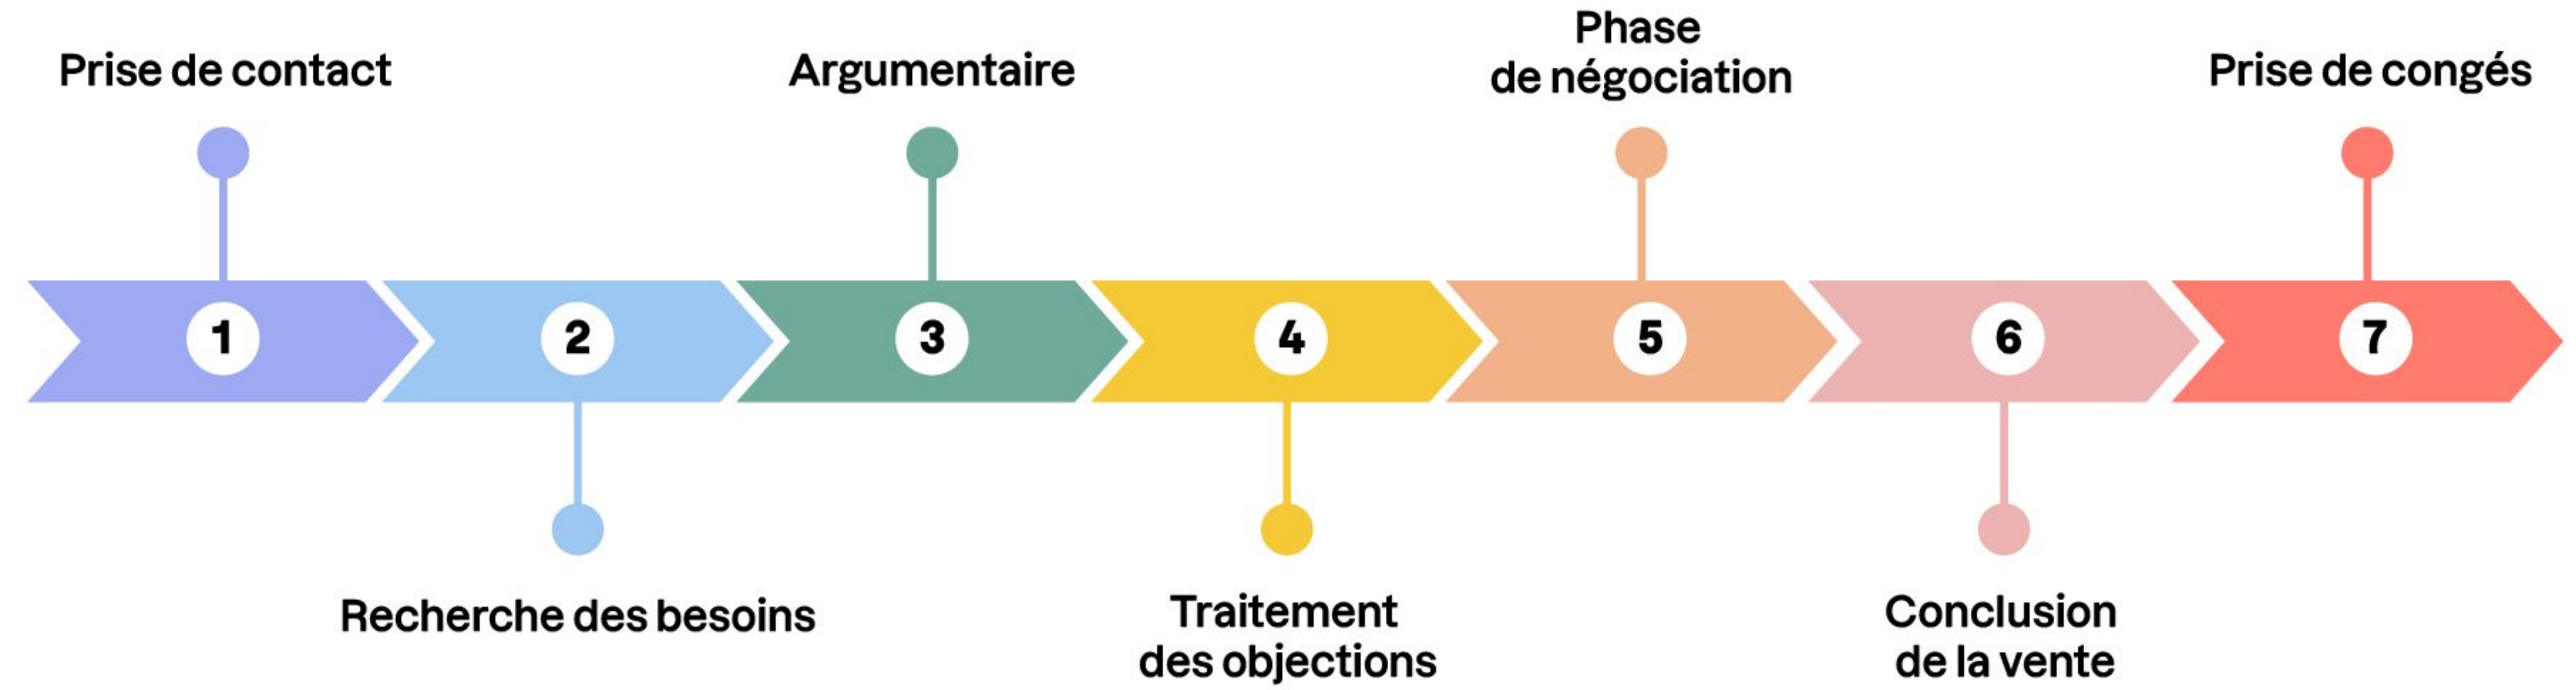 Prise de contact
Argumentaire
Phase
de négociation
Prise de congés
1
2
3
4
5
6
7
Recherche des besoins
Traitement
des objections
Conclusion
de la vente